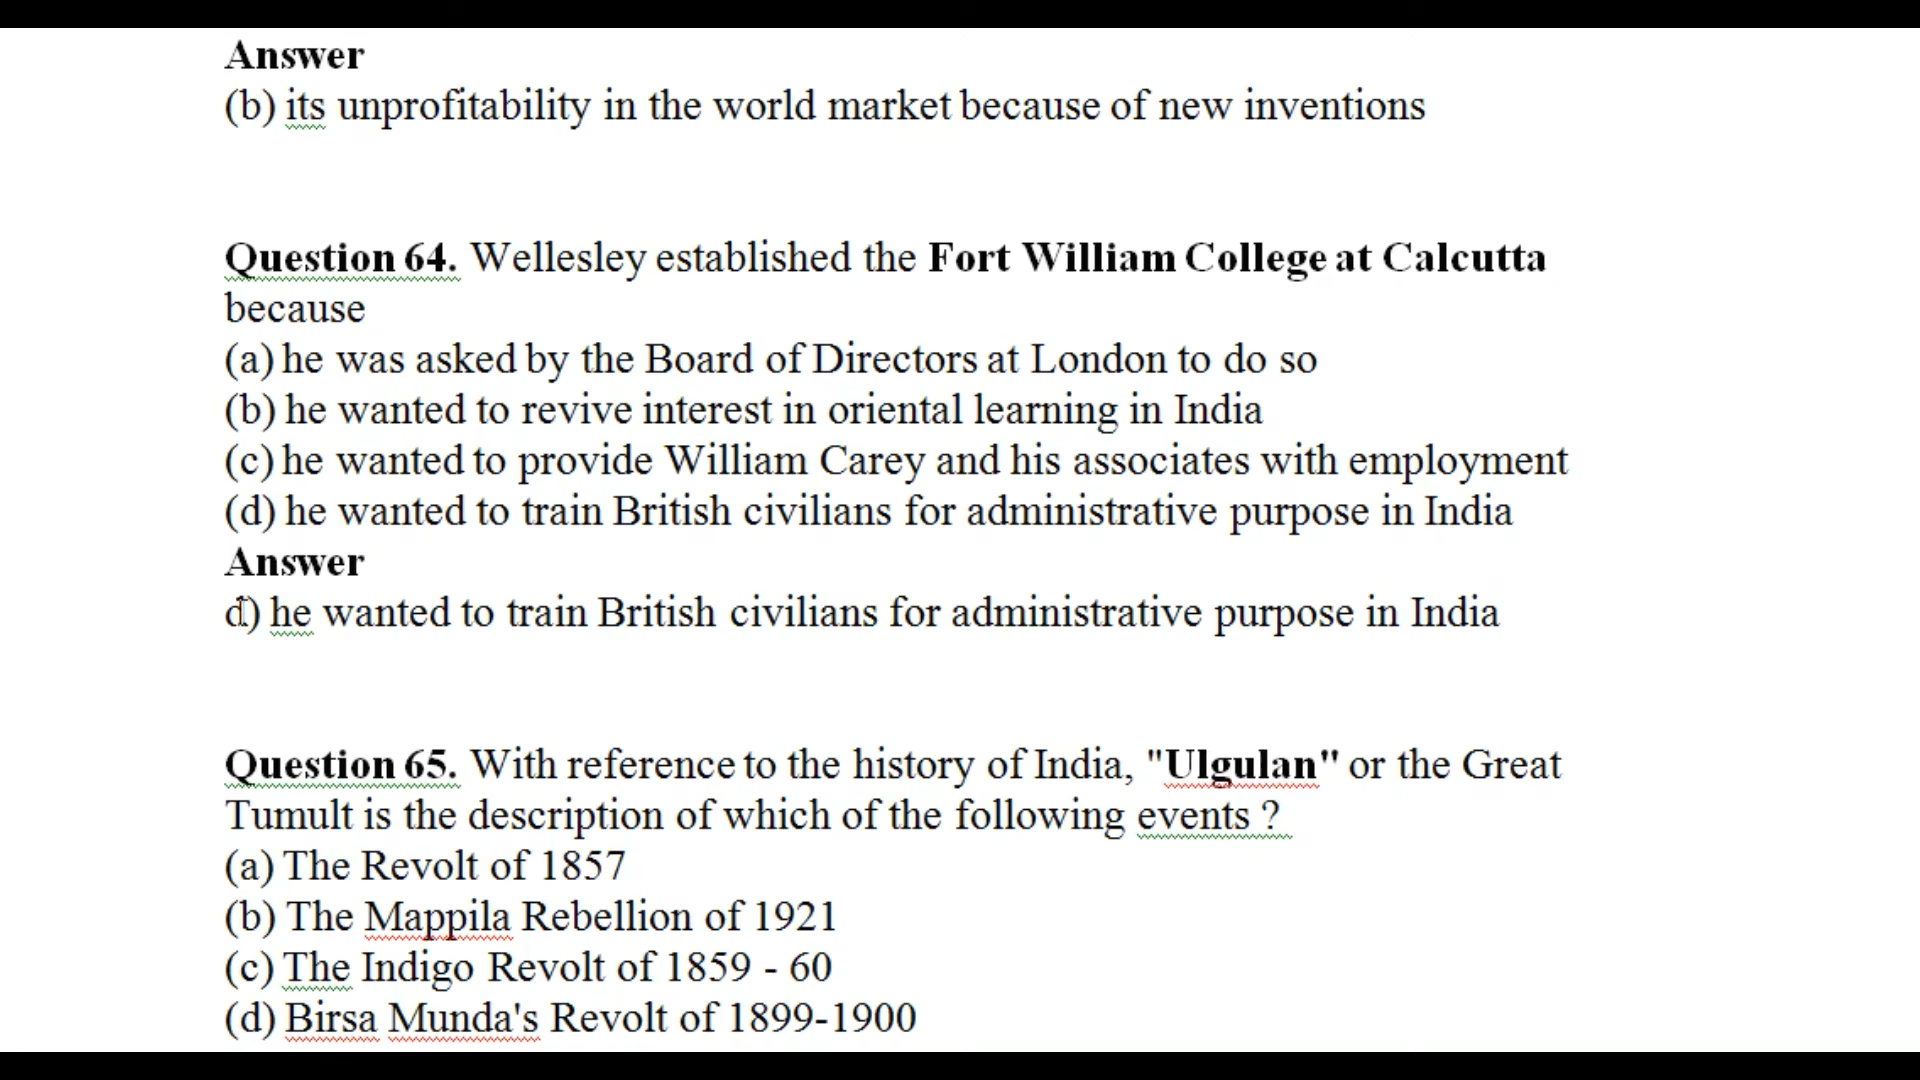 Answer
(b) its unprofitability in the world market because of new inventions
Question 64. Wellesley established the Fort William College at Calcutta
because
(a) he was asked by the Board of Directors at London to do so
(b) he wanted to revive interest in oriental learning in India
(c) he wanted to provide William Carey and his associates with employment
(d) he wanted to train British civilians for administrative purpose in India
Answer
d) he wanted to train British civilians for administrative purpose in India
Question 65. With reference to the history of India, "Ulgulan" or the Great
Tumult is the description of which of the following events ?
(a) The Revolt of 1857
(b) The Mappila Rebellion of 1921
(c) The Indigo Revolt of 1859 - 60
(d) Birsa Munda's Revolt of 1899-1900